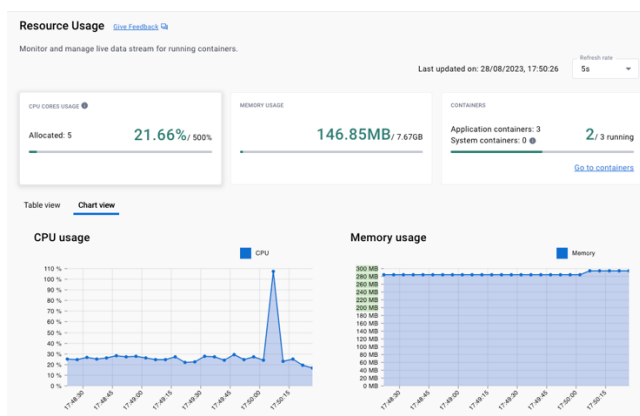 Resource Usage Give Feedback
Monitor and manage live data stream for running containers.
Last updated on: 28/08/2023, 17:50:26
Refresh rate
5s
CPU CORES USAGE
Allocated: 5 21.66% / 500%
MEMORY USAGE
146.85MB / 7.67GB
CONTAINERS
Application containers: 3
System containers: 0
2 / 3 running
Go to containers
Table view Chart view
CPU usage
CPU
110 %
100 %
90 %
80 %
70 %
60 %
50 %
40 %
30 %
20 %
10 %
0 %
17:48:30
17:48:45
17:49:00
17:49:15
17:49:30
17:49:45
17:50:00
17:50:15
Memory usage
Memory
300 MB
280 MB
260 MB
240 MB
220 MB
200 MB
180 MB
160 MB
140 MB
120 MB
100 MB
80 MB
60 MB
40 MB
20 MB
0 MB
17:48:30
17:48:45
17:49:00
17:49:15
17:49:30
17:49:45
17:50:00
17:50:15